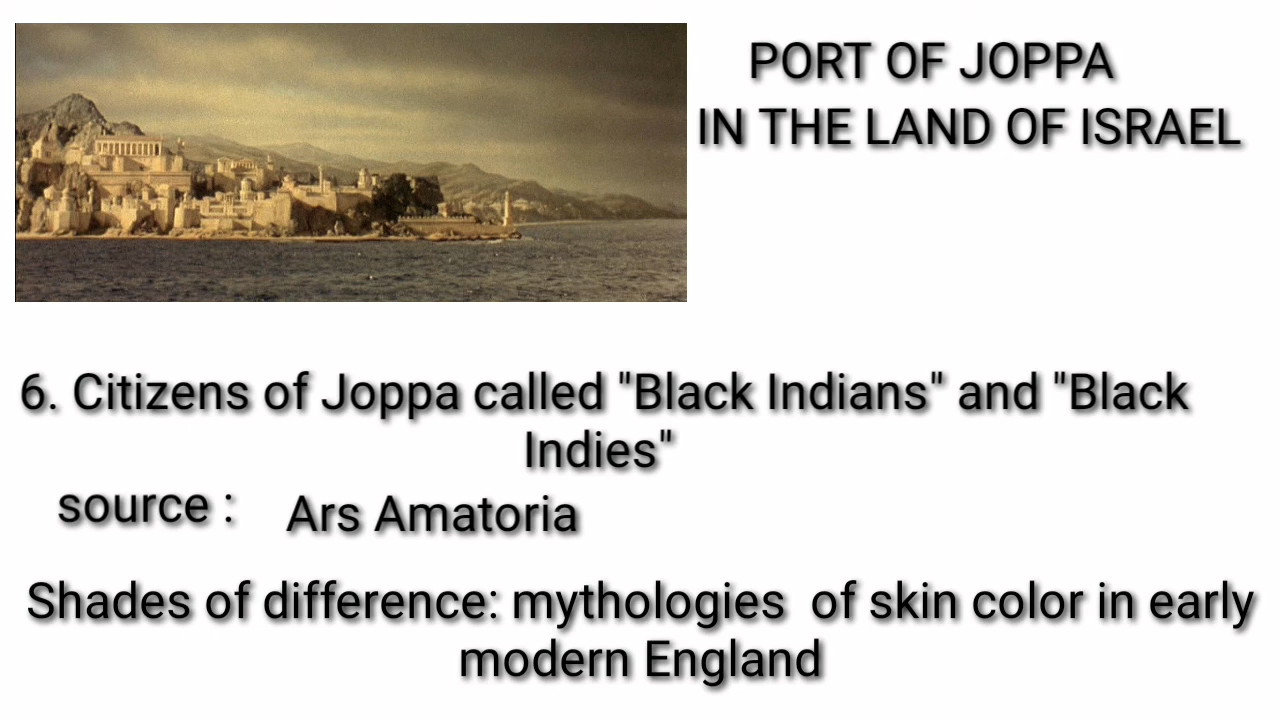 PORT OF JOPPA
IN THE LAND OF ISRAEL
6. Citizens of Joppa called "Black Indians" and "Black
Indies"
source : Ars Amatoria
Shades of difference: mythologies of skin color in early
modern England